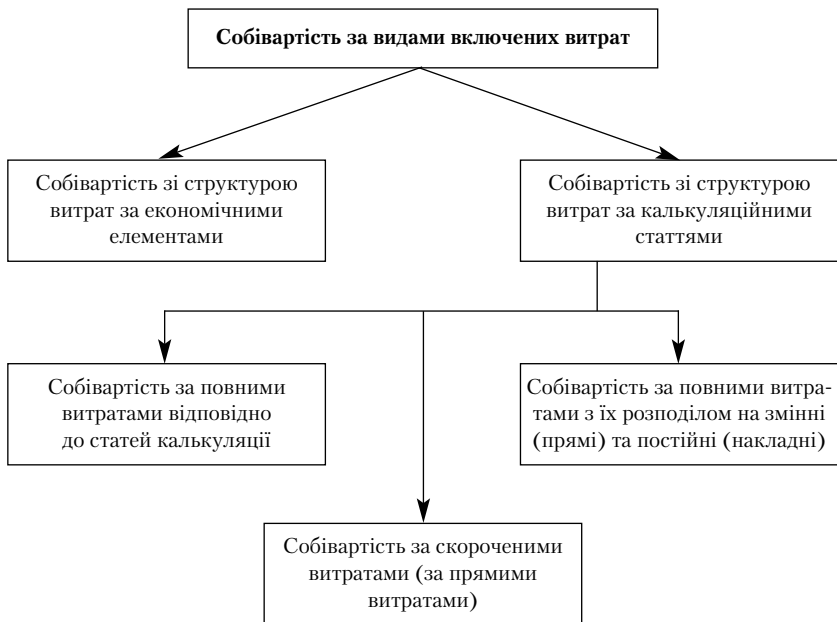 Собівартість за видами включених витрат
Собівартість зі структурою
витрат за економічними
елементами
Собівартість зі структурою
витрат за калькуляційними
статтями
Собівартість за повними
витратами відповідно
до статей калькуляції
Собівартість за повними витра-
тами з їх розподілом на змінні
(прямі) та постійні (накладні)
Собівартість за скороченими
витратами (за прямими
витратами)